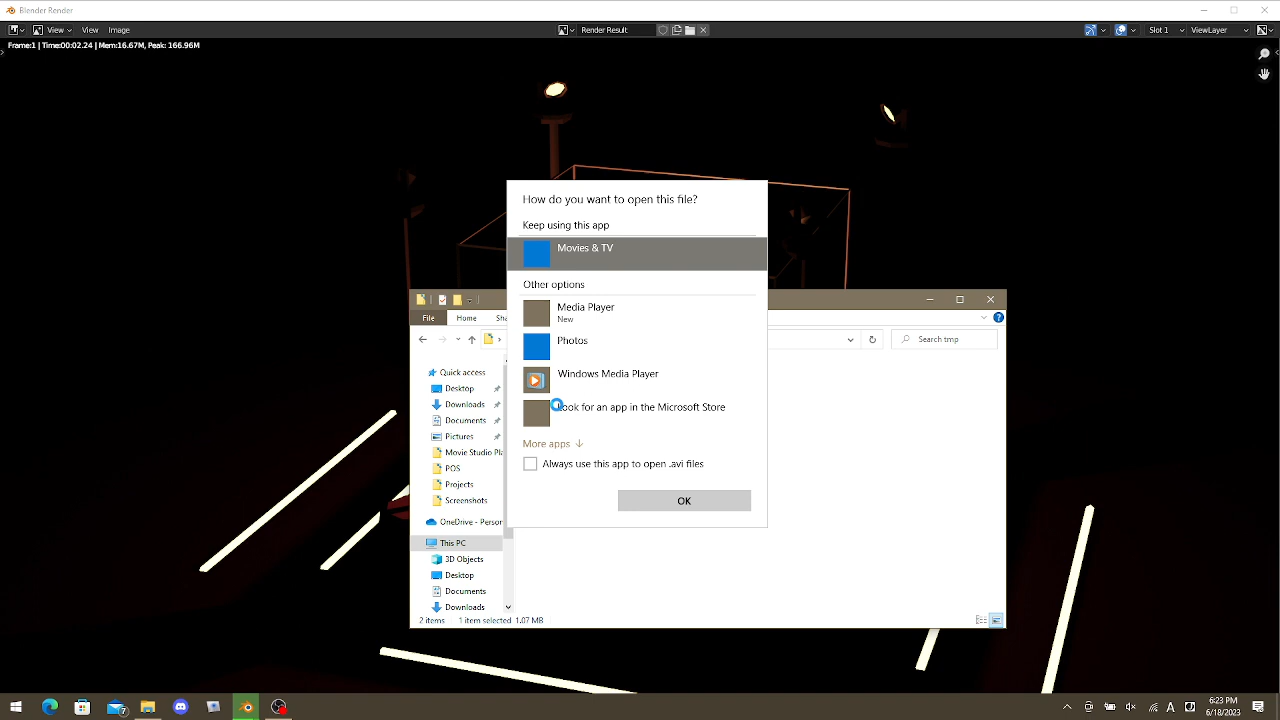 Blender Render
View
View
Image
Render Result
Slot 1
ViewLayer
Frame:1 | Time:00:02.24 | Mem:16.67M, Peak: 166.96M
How do you want to open this file?
Keep using this app
Movies & TV
Other options
Media Player
New
Photos
Windows Media Player
Look for an app in the Microsoft Store
More apps
Always use this app to open .avi files
OK
File
Home
Sha
Search tmp
Quick access
Desktop
Downloads
Documents
Pictures
Movie Studio Pla
POS
Projects
Screenshots
OneDrive - Person
This PC
3D Objects
Desktop
Documents
Downloads
2 items
1 item selected 1.07 MB
7
A
6:23 PM
6/18/2023